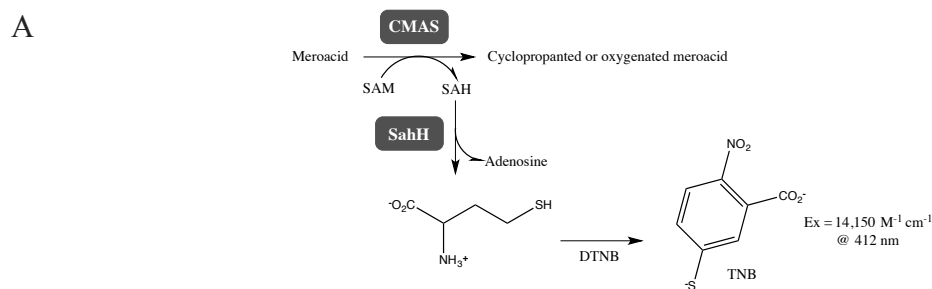 A
CMAS
Meroacid
Cyclopropanted or oxygenated meroacid
SAM
SAH
SahH
Adenosine
NO2
-O2C
SH
CO2-
Ex = 14,150 M-1 cm-1
@ 412 nm
NH3+
DTNB
-S
TNB